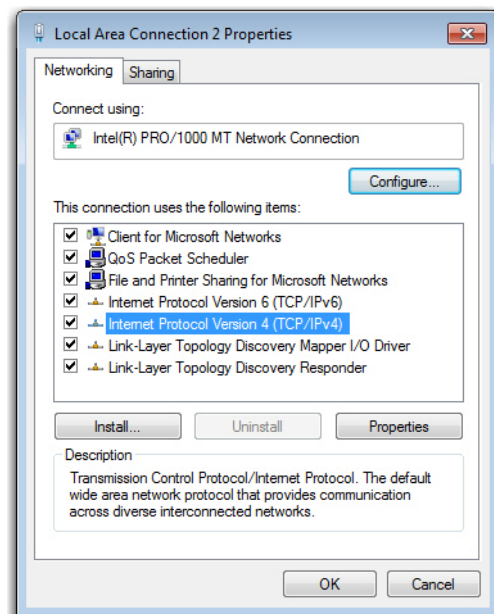 Local Area Connection 2 Properties
Networking
Sharing
Connect using:
Intel(R) PRO/1000 MT Network Connection
Configure...
This connection uses the following items:
Client for Microsoft Networks
QoS Packet Scheduler
File and Printer Sharing for Microsoft Networks
Internet Protocol Version 6 (TCP/IPv6)
Internet Protocol Version 4 (TCP/IPv4)
Link-Layer Topology Discovery Mapper I/O Driver
Link-Layer Topology Discovery Responder
Install...
Uninstall
Properties
Description
Transmission Control Protocol/Internet Protocol. The default
wide area network protocol that provides communication
across diverse interconnected networks.
OK
Cancel